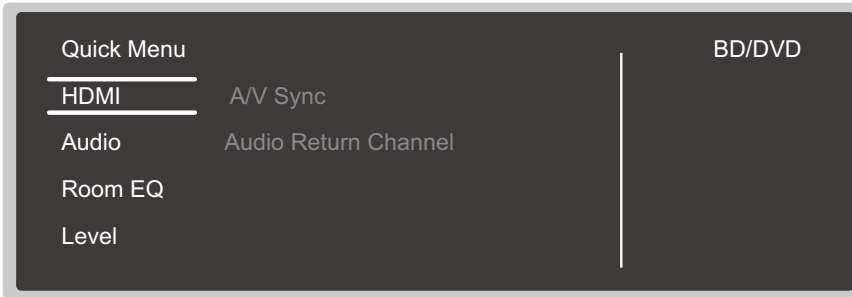 Quick Menu BD/DVD
HDMI A/V Sync
Audio Audio Return Channel
Room EQ
Level